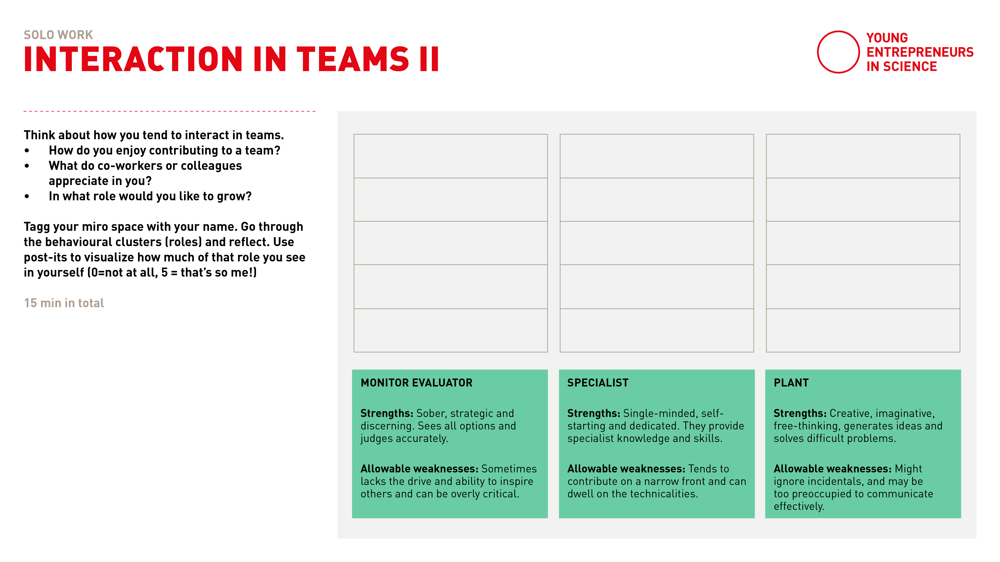 SOLO WORK
INTERACTION IN TEAMS II
YOUNG
ENTREPRENEURS
IN SCIENCE
Think about how you tend to interact in teams.
• How do you enjoy contributing to a team?
• What do co-workers or colleagues
appreciate in you?
• In what role would you like to grow?
Tagg your miro space with your name. Go through
the behavioural clusters (roles) and reflect. Use
post-its to visualize how much of that role you see
in yourself (0=not at all, 5 = that’s so me!)
15 min in total
MONITOR EVALUATOR
Strengths: Sober, strategic and
discerning. Sees all options and
judges accurately.
Allowable weaknesses: Sometimes
lacks the drive and ability to inspire
others and can be overly critical.
SPECIALIST
Strengths: Single-minded, self-
starting and dedicated. They provide
specialist knowledge and skills.
Allowable weaknesses: Tends to
contribute on a narrow front and can
dwell on the technicalities.
PLANT
Strengths: Creative, imaginative,
free-thinking, generates ideas and
solves difficult problems.
Allowable weaknesses: Might
ignore incidentals, and may be
too preoccupied to communicate
effectively.